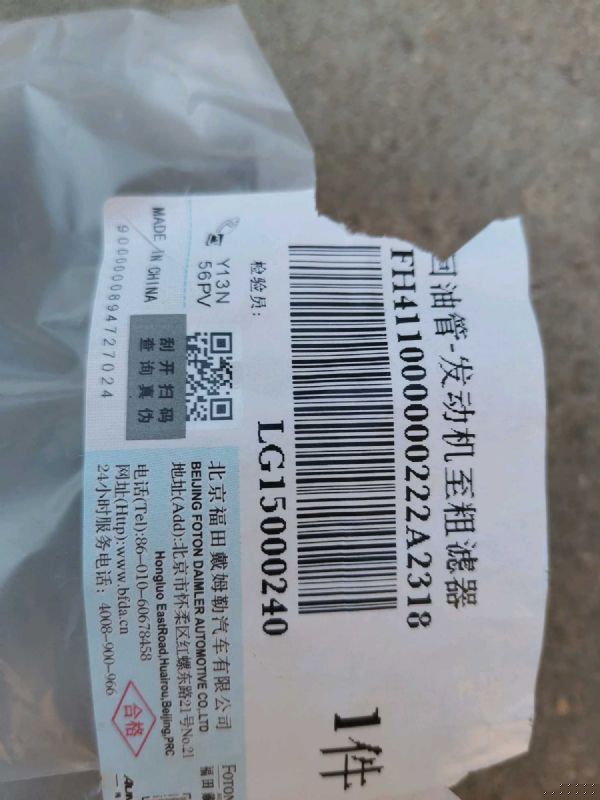 回油管-发动机至粗滤器
FH4110000000222A2318
LG15000240
1件
检验员:
Y13N
56PV
MADE IN CHINA
9000000894727024
刮开扫码
查询真伪
北京福田戴姆勒汽车有限公司
BEIJING FOTON DAIMLER AUTOMOTIVE CO.,LTD
地址(Add):北京市怀柔区红螺东路21号No.21
Hongluo EastRoad,Huairou,Beijing,PRC
电话(Tel):86-010-60678458
网址(Http):www.bfda.cn
24小时服务电话: 4008-900-966
合格
FOTON
福田